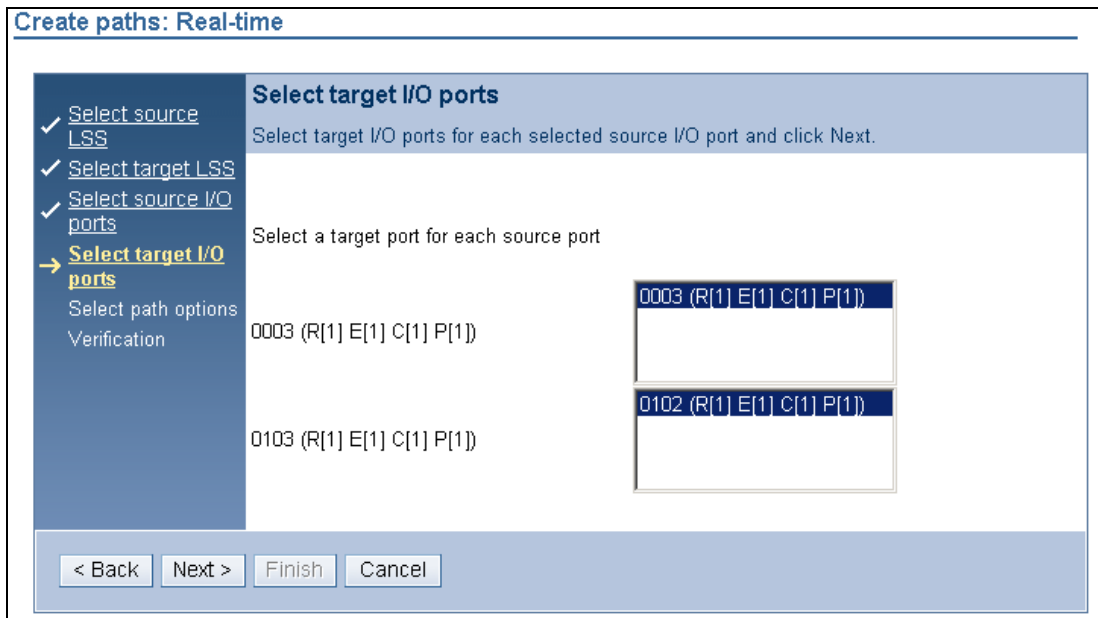 Create paths: Real-time
Select source
LSS
Select target LSS
Select source I/O
ports
Select target I/O
ports
Select path options
Verification
Select target I/O ports
Select target I/O ports for each selected source I/O port and click Next.
Select a target port for each source port
0003 (R[1] E[1] C[1] P[1])
0003 (R[1] E[1] C[1] P[1])
0103 (R[1] E[1] C[1] P[1])
0102 (R[1] E[1] C[1] P[1])
< Back
Next >
Finish
Cancel